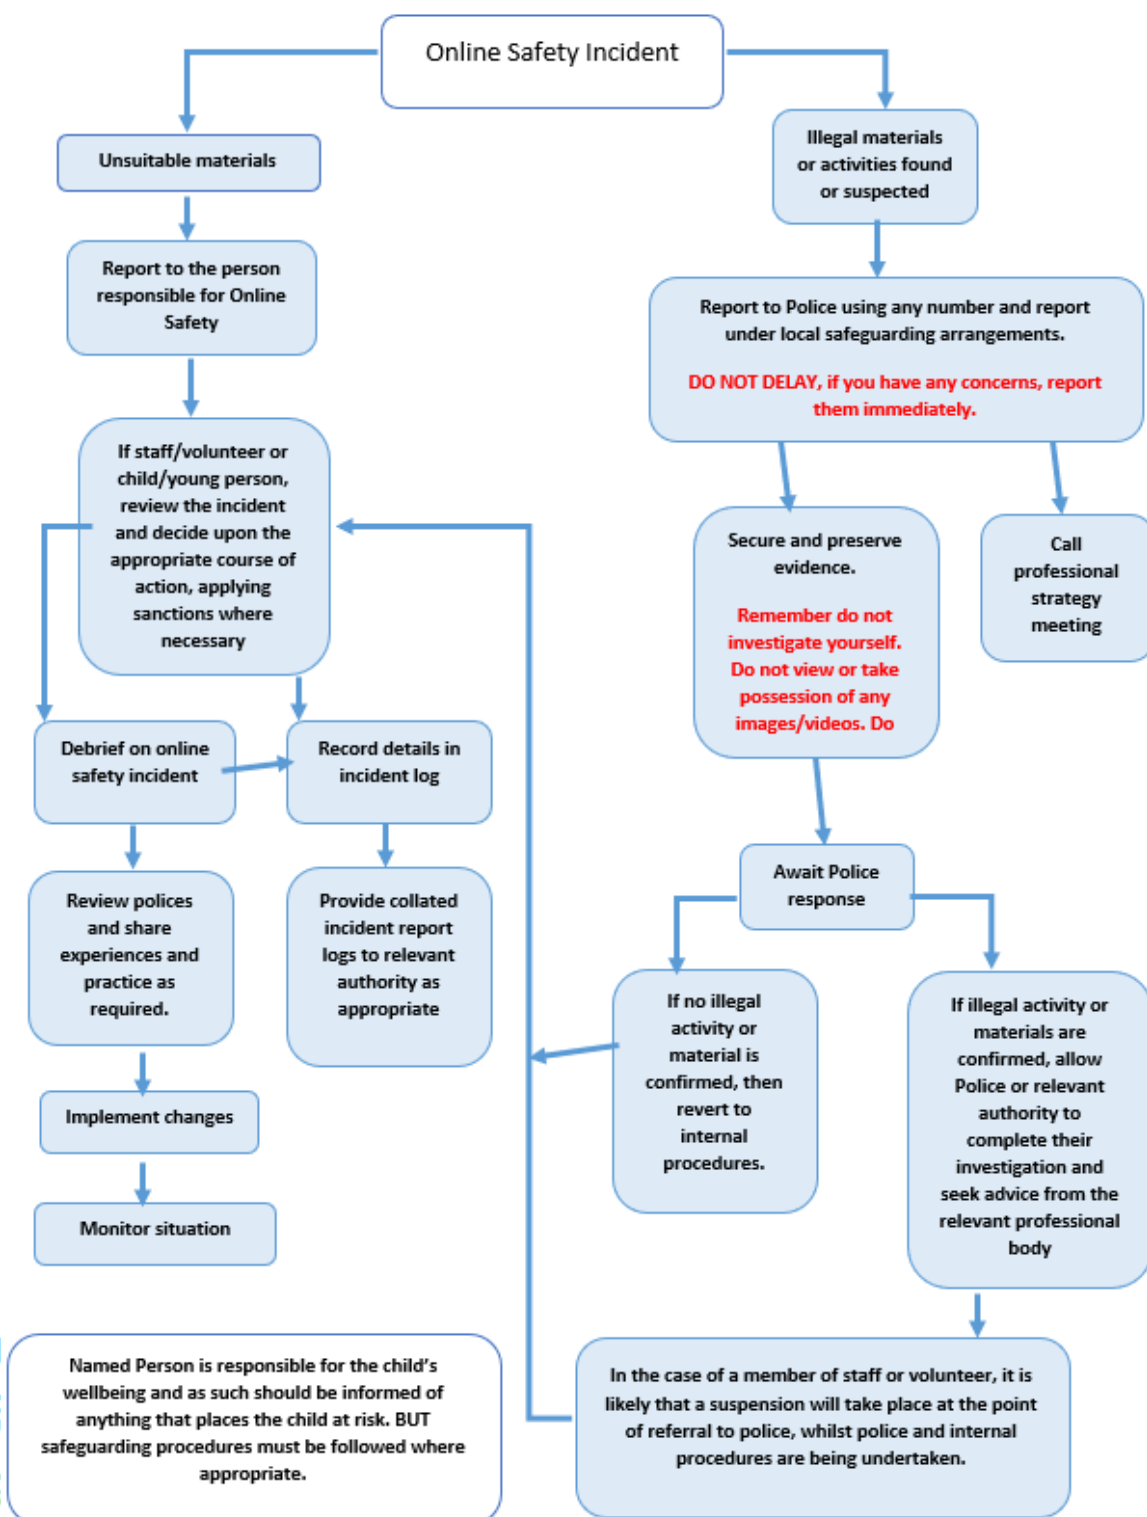 Online Safety Incident
Unsuitable materials
Report to the person
responsible for Online
Safety
If staff/volunteer or
child/young person,
review the incident
and decide upon the
appropriate course of
action, applying
sanctions where
necessary
Debrief on online
safety incident
Record details in
incident log
Review polices
and share
experiences and
practice as
required.
Provide collated
incident report
logs to relevant
authority as
appropriate
Implement changes
Monitor situation
Illegal materials
or activities found
or suspected
Report to Police using any number and report
under local safeguarding arrangements.
DO NOT DELAY, if you have any concerns, report
them immediately.
Secure and preserve
evidence.
Remember do not
investigate yourself.
Do not view or take
possession of any
images/videos. Do
Call
professional
strategy
meeting
Await Police
response
If no illegal
activity or
material is
confirmed, then
revert to
internal
procedures.
If illegal activity or
materials are
confirmed, allow
Police or relevant
authority to
complete their
investigation and
seek advice from the
relevant professional
body
In the case of a member of staff or volunteer, it is
likely that a suspension will take place at the point
of referral to police, whilst police and internal
procedures are being undertaken.
Named Person is responsible for the child's
wellbeing and as such should be informed of
anything that places the child at risk. BUT
safeguarding procedures must be followed where
appropriate.